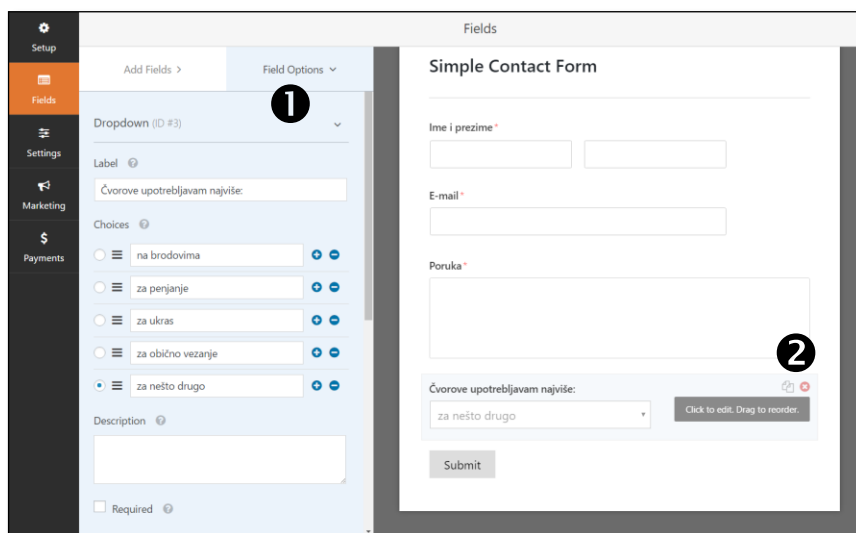 Fields
Setup
Fields
Settings
Marketing
Payments
Add Fields >
Field Options
1
Dropdown (ID #3)
Label
Čvorove upotrebljavam najviše:
Choices
na brodovima
za penjanje
za ukras
za obično vezanje
za nešto drugo
Description
Required
Simple Contact Form
Ime i prezime *
E-mail *
Poruka *
2
Čvorove upotrebljavam najviše:
za nešto drugo
Click to edit. Drag to reorder.
Submit